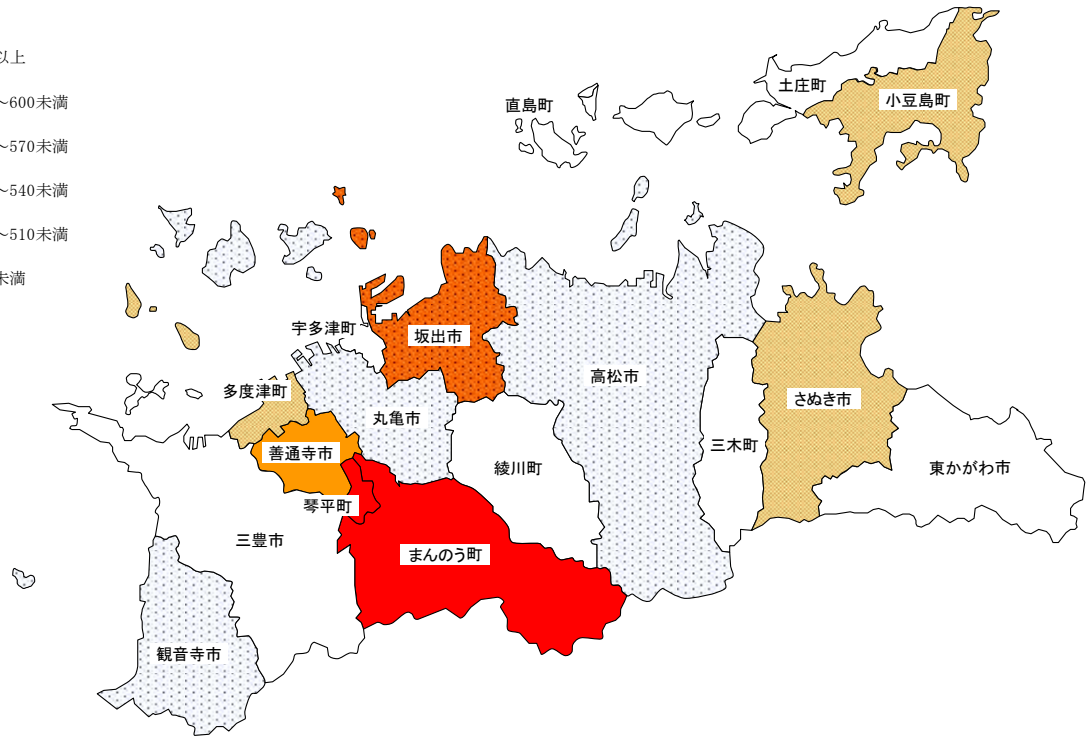 以上
~600未満
~570未満
~540未満
~510未満
未満
土庄町
小豆島町
直島町
宇多津町
坂出市
高松市
多度津町
丸亀市
さぬき市
善通寺市
三木町
綾川町
東かがわ市
琴平町
三豊市
まんのう町
観音寺市